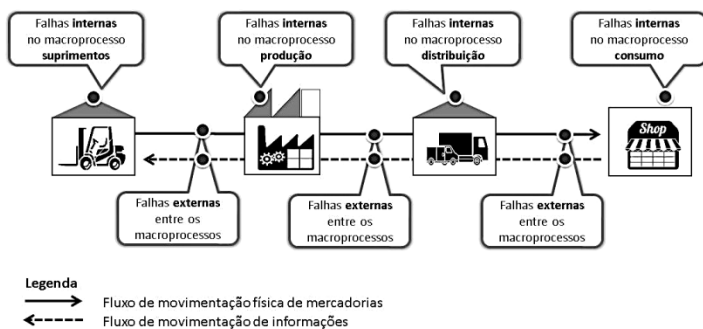 Falhas internas
no macroprocesso
suprimentos
Falhas internas
no macroprocesso
produção
Falhas internas
no macroprocesso
distribuição
Falhas internas
no macroprocesso
consumo
Shop
Falhas externas
entre os
macroprocessos
Falhas externas
entre os
macroprocessos
Falhas externas
entre os
macroprocessos
Legenda
Fluxo de movimentação física de mercadorias
Fluxo de movimentação de informações